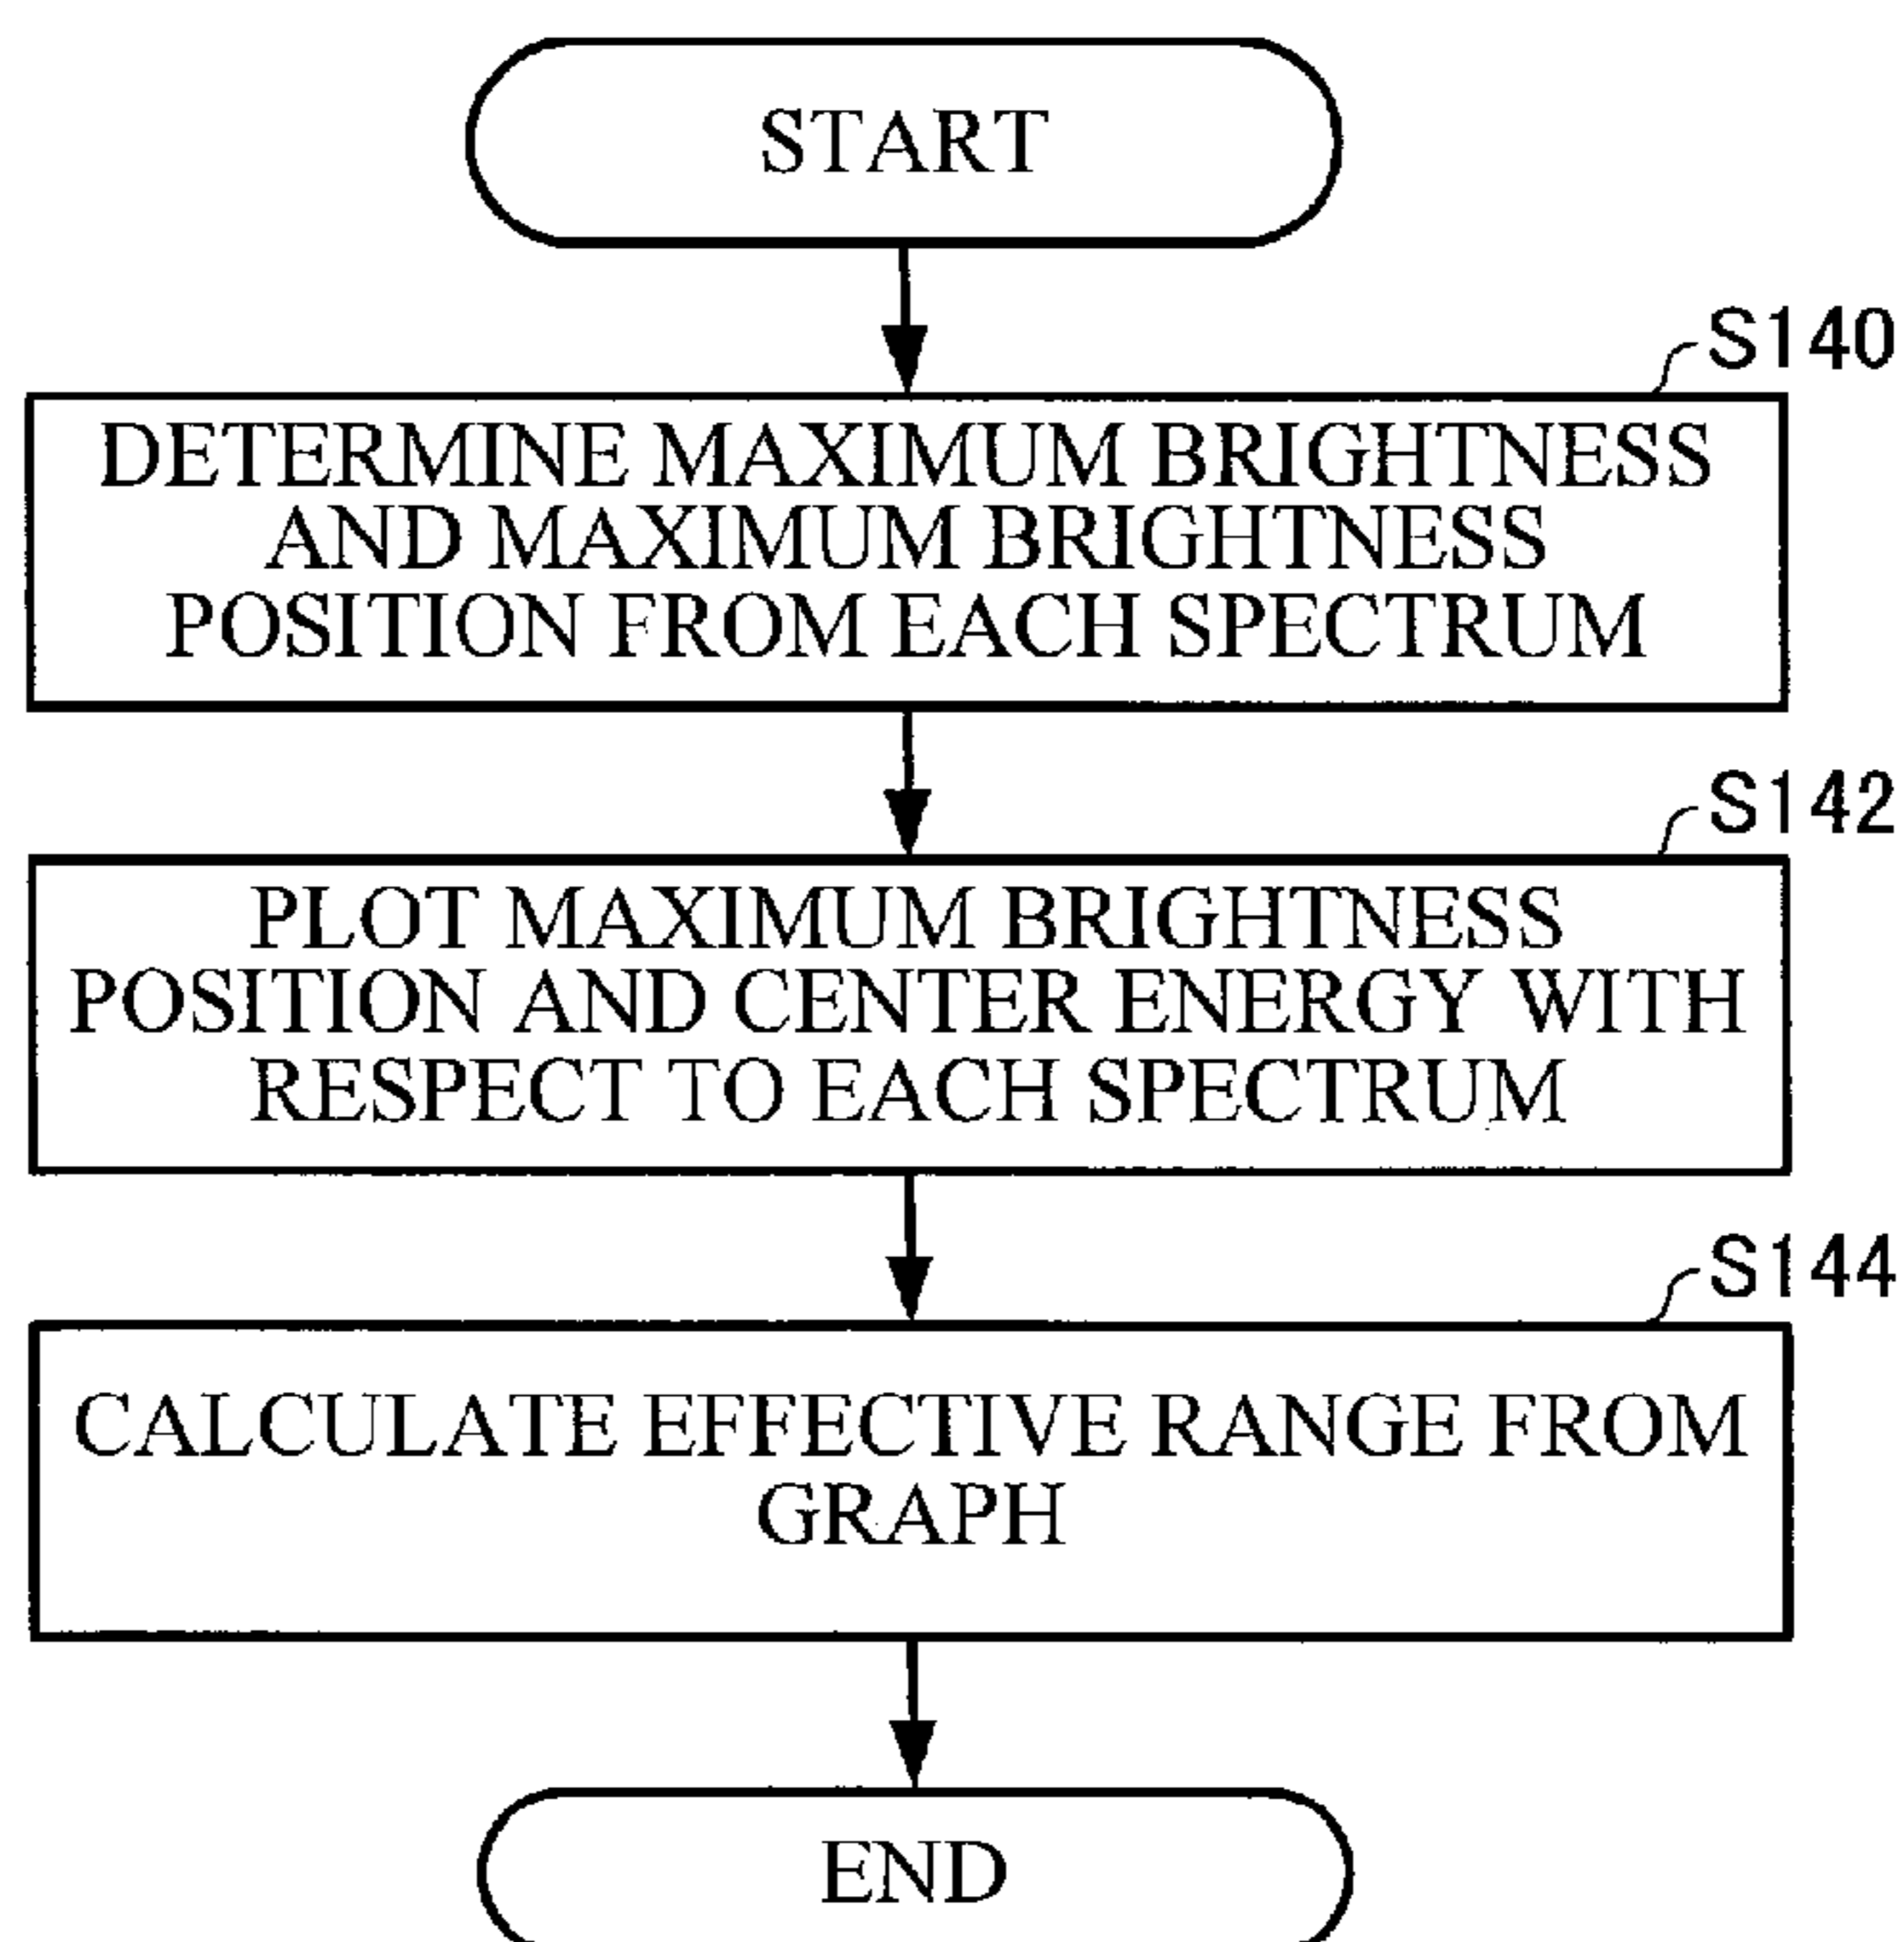 START
S140
DETERMINE MAXIMUM BRIGHTNESS
AND MAXIMUM BRIGHTNESS
POSITION FROM EACH SPECTRUM
S142
PLOT MAXIMUM BRIGHTNESS
POSITION AND CENTER ENERGY WITH
RESPECT TO EACH SPECTRUM
S144
CALCULATE EFFECTIVE RANGE FROM
GRAPH
END